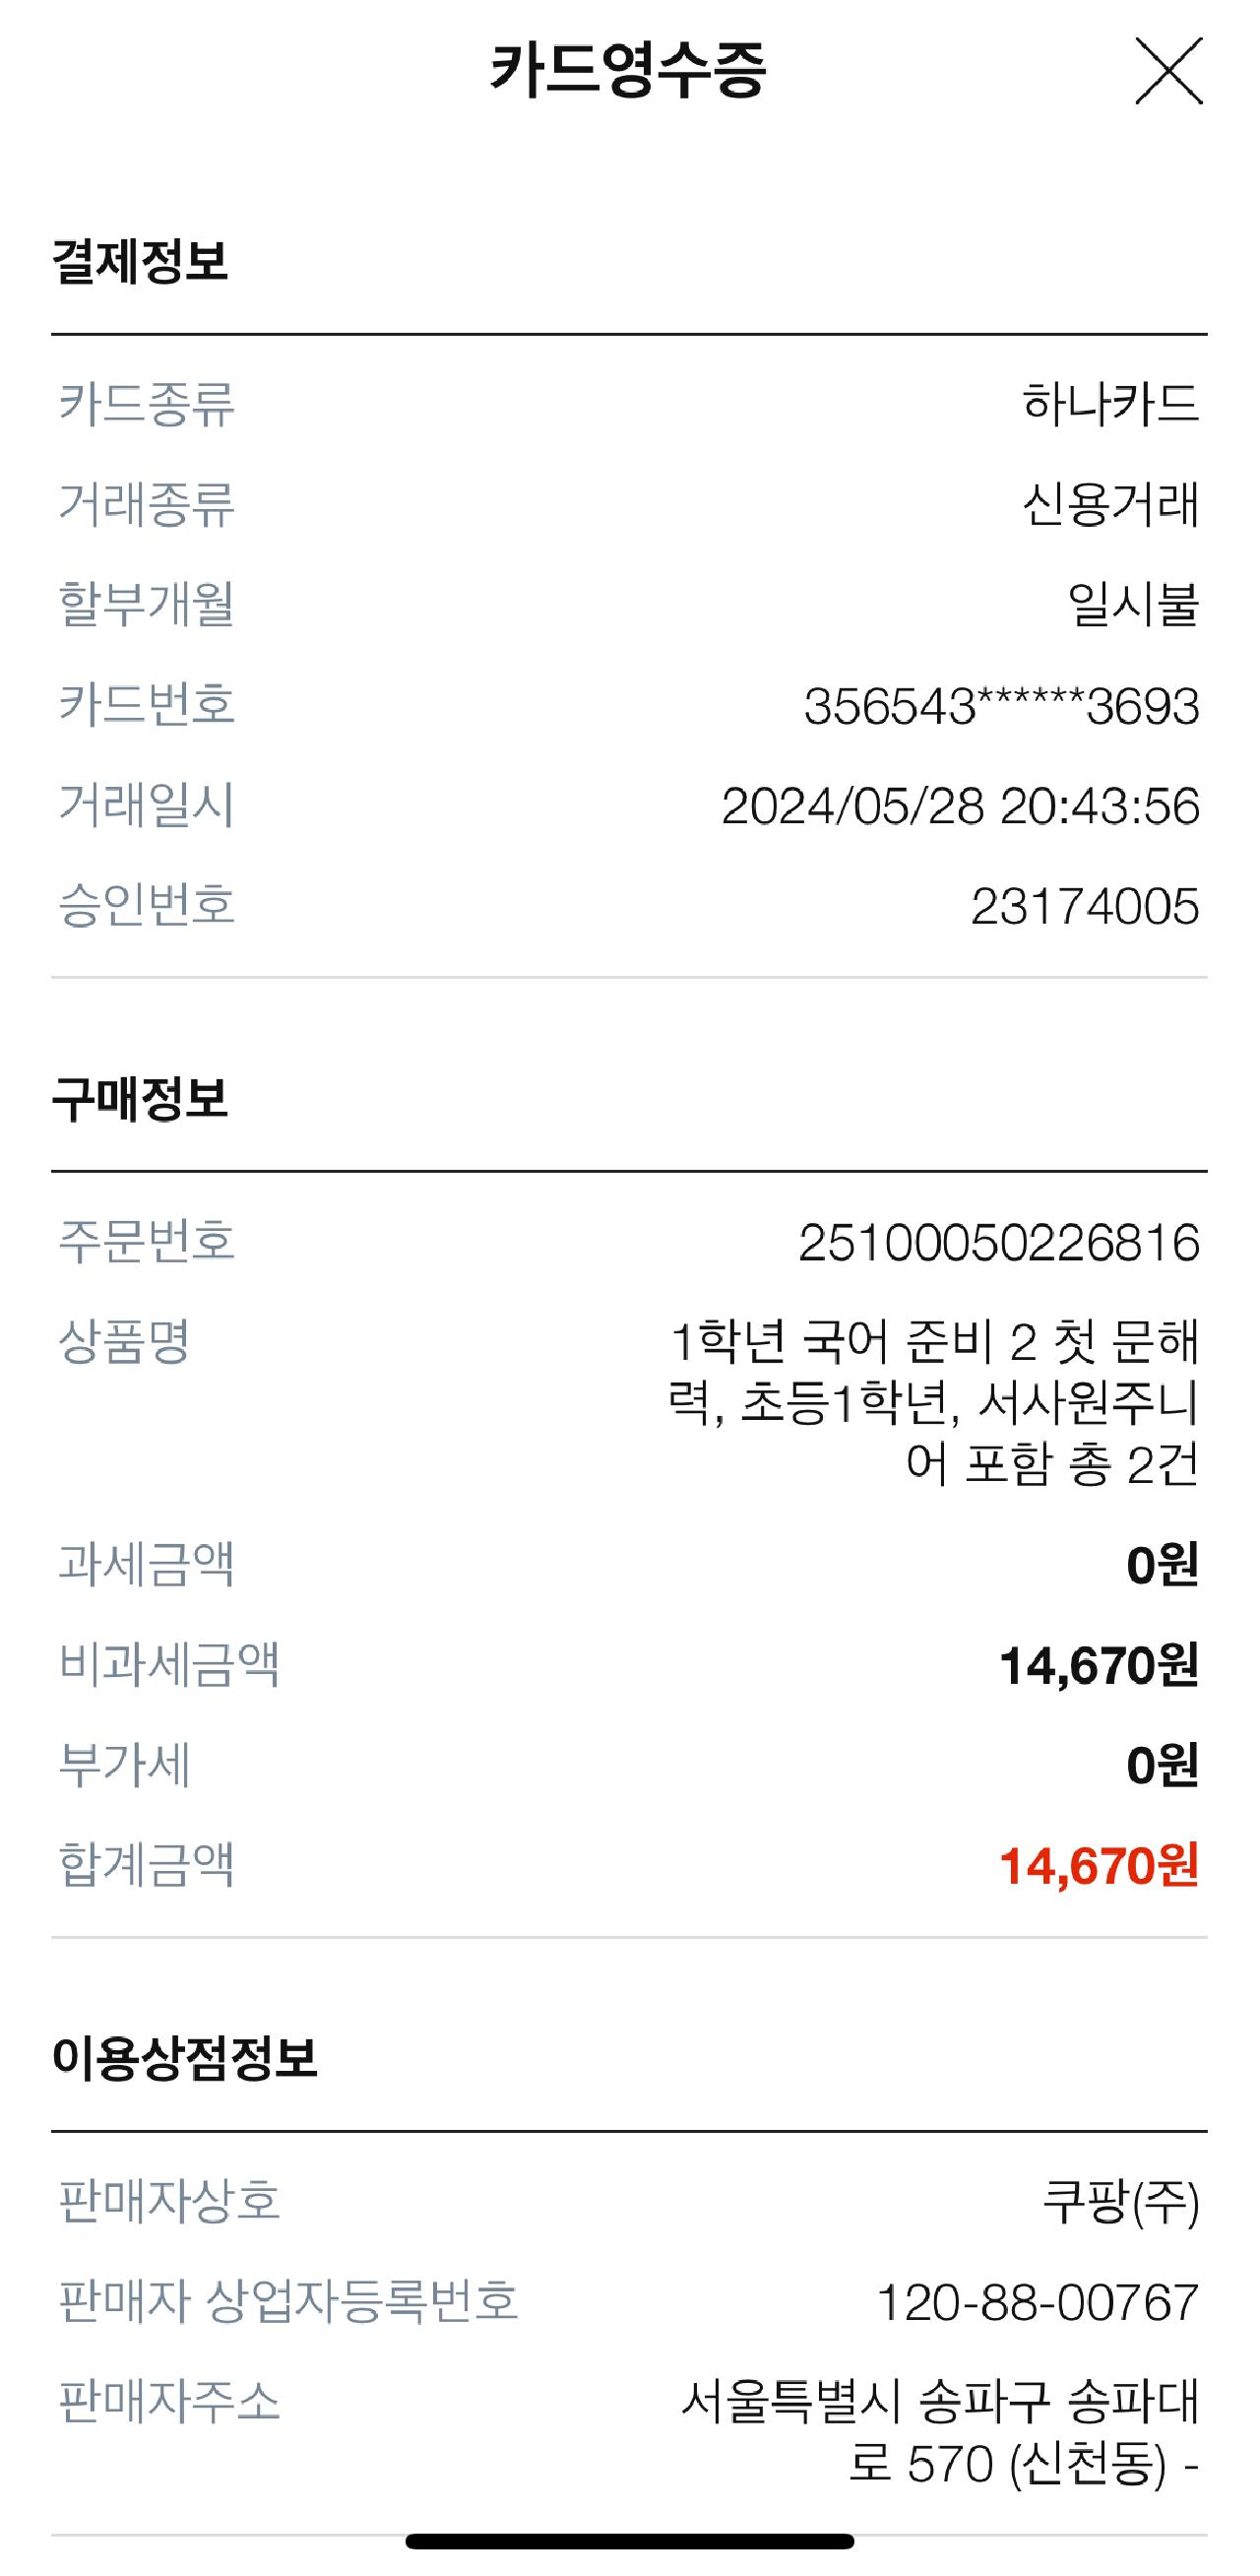 카드영수증
결제정보
카드종류 하나카드
거래종류 신용거래
할부개월 일시불
카드번호 356543******3693
거래일시 2024/05/28 20:43:56
승인번호 23174005
구매정보
주문번호 25100050226816
상품명 1학년 국어 준비 2 첫 문해
력, 초등1학년, 서사원주니
어 포함 총 2건
과세금액 0원
비과세금액 14,670원
부가세 0원
합계금액 14,670원
이용상점정보
판매자상호 쿠팡(주)
판매자 상업자등록번호 120-88-00767
판매자주소 서울특별시 송파구 송파대
로 570 (신천동) -